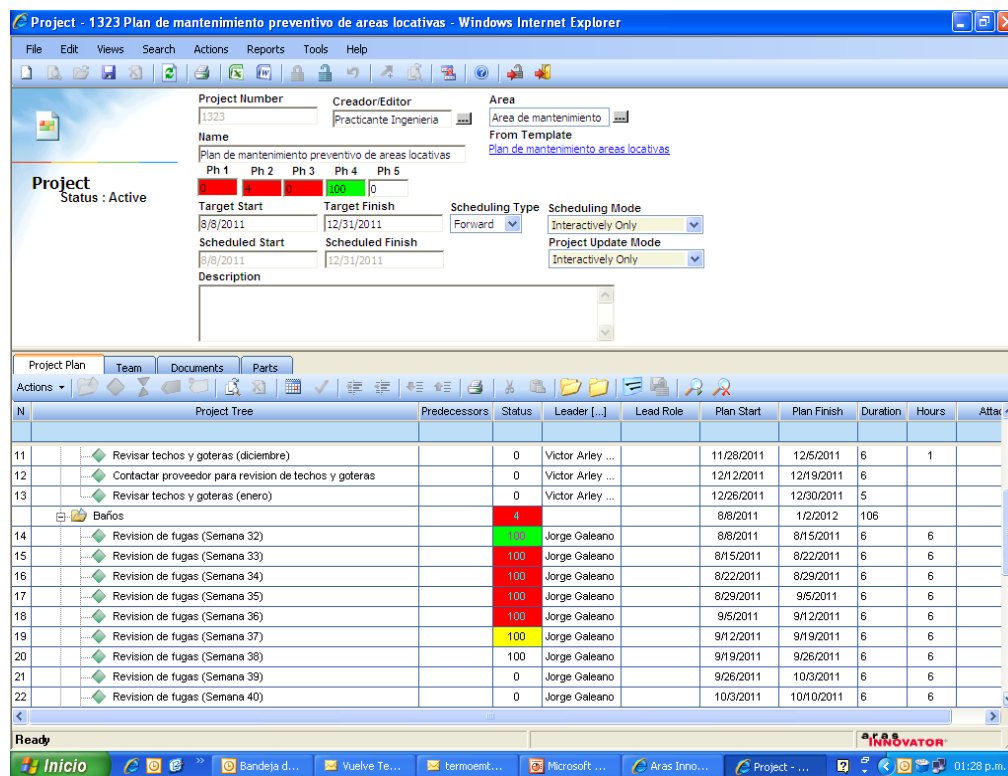 Project - 1323 Plan de mantenimiento preventivo de areas locativas - Windows Internet Explorer
File Edit Views Search Actions Reports Tools Help
Project Number Creador/Editor Area
1323 Practicante Ingenieria ... Area de mantenimiento ...
Name From Template
Plan de mantenimiento preventivo de areas locativas Plan de mantenimiento areas locativas
Ph 1 Ph 2 Ph 3 Ph 4 Ph 5
Project
0 4 0 100 0
Status : Active
Target Start Target Finish Scheduling Type Scheduling Mode
8/8/2011 12/31/2011 Forward Interactively Only
Scheduled Start Scheduled Finish Project Update Mode
8/8/2011 12/31/2011 Interactively Only
Description
Project Plan Team Documents Parts
Actions
N Project Tree Predecessors Status Leader [...] Lead Role Plan Start Plan Finish Duration Hours Attac
11 Revisar techos y goteras (diciembre) 0 Victor Arley ... 11/28/2011 12/5/2011 6 1
12 Contactar proveedor para revision de techos y goteras 0 Victor Arley ... 12/12/2011 12/19/2011 6
13 Revisar techos y goteras (enero) 0 Victor Arley ... 12/26/2011 12/30/2011 5
Baños 4 8/8/2011 1/2/2012 106
14 Revision de fugas (Semana 32) 100 Jorge Galeano 8/8/2011 8/15/2011 6 6
15 Revision de fugas (Semana 33) 100 Jorge Galeano 8/15/2011 8/22/2011 6 6
16 Revision de fugas (Semana 34) 100 Jorge Galeano 8/22/2011 8/29/2011 6 6
17 Revision de fugas (Semana 35) 100 Jorge Galeano 8/29/2011 9/5/2011 6 6
18 Revision de fugas (Semana 36) 100 Jorge Galeano 9/5/2011 9/12/2011 6 6
19 Revision de fugas (Semana 37) 100 Jorge Galeano 9/12/2011 9/19/2011 6 6
20 Revision de fugas (Semana 38) 100 Jorge Galeano 9/19/2011 9/26/2011 6 6
21 Revision de fugas (Semana 39) 0 Jorge Galeano 9/26/2011 10/3/2011 6 6
22 Revision de fugas (Semana 40) 0 Jorge Galeano 10/3/2011 10/10/2011 6 6
Ready aras INNOVATOR
Inicio » Bandeja d... Vuelve Te... termoemt... Microsoft ... Aras Inno... Project - ... 01:28 p.m.